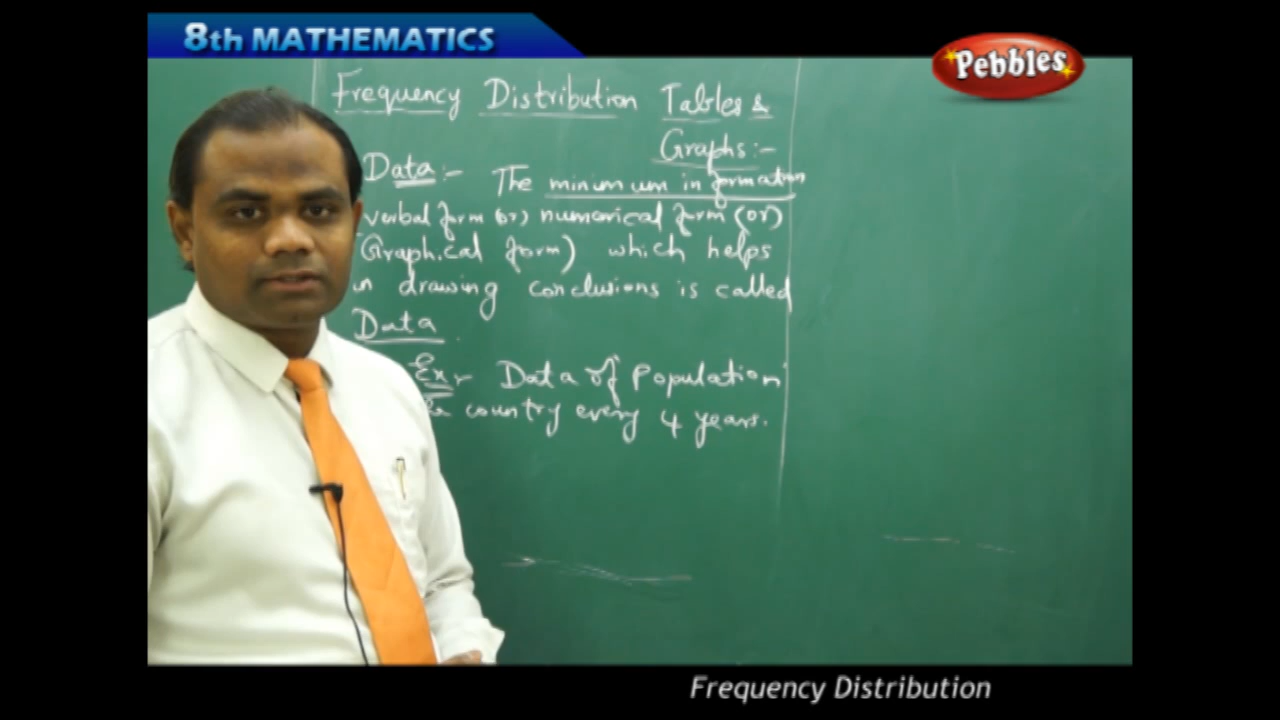 8th MATHEMATICS
Pebbles
Frequency Distribution Tables &
Graphs:-
Data:- The minimum information
verbal form (or) numerical form (or)
(Graphical form) which helps
in drawing conclusions is called
Data.
Ex:- Data of Population
country every 4 years.
Frequency Distribution